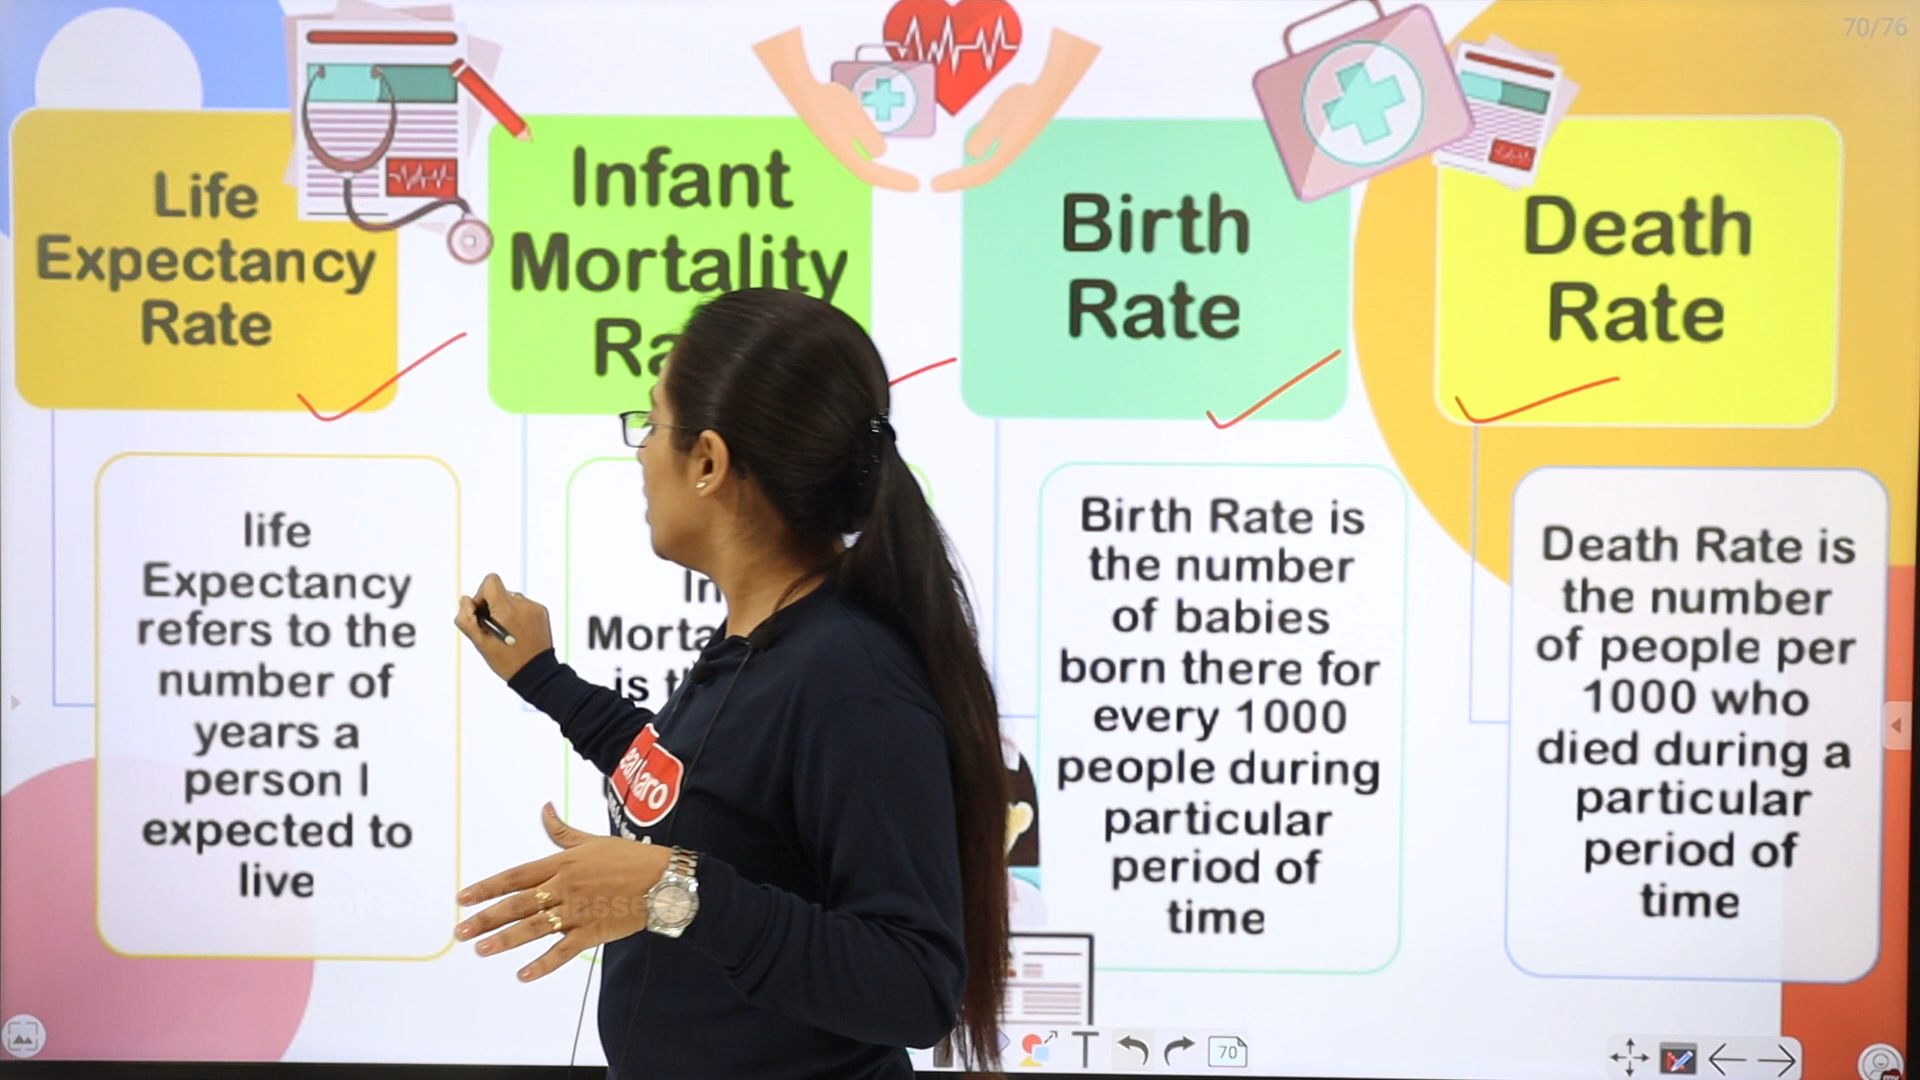 70/76
Life
Expectancy
Rate
Infant
Mortality
Birth
Rate
Death
Rate
life
Expectancy
refers to the
number of
years a
person I
expected to
live
is
Birth Rate is
the number
of babies
born there for
every 1000
people during
particular
period of
time
Death Rate is
the number
of people per
1000 who
died during a
particular
period of
time
T
70